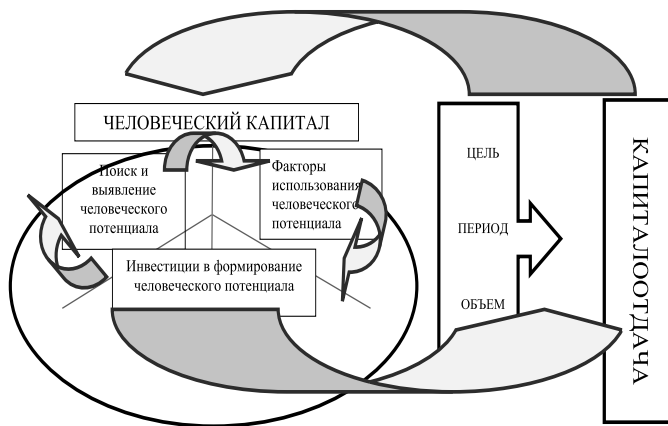 ЧЕЛОВЕЧЕСКИЙ КАПИТАЛ
Поиск и
выявление
человеческого
потенциала
Факторы
использования
человеческого
потенциала
Инвестиции в формирование
человеческого потенциала
ЦЕЛЬ
ПЕРИОД
ОБЪЕМ
КАПИТАЛООТДАЧА